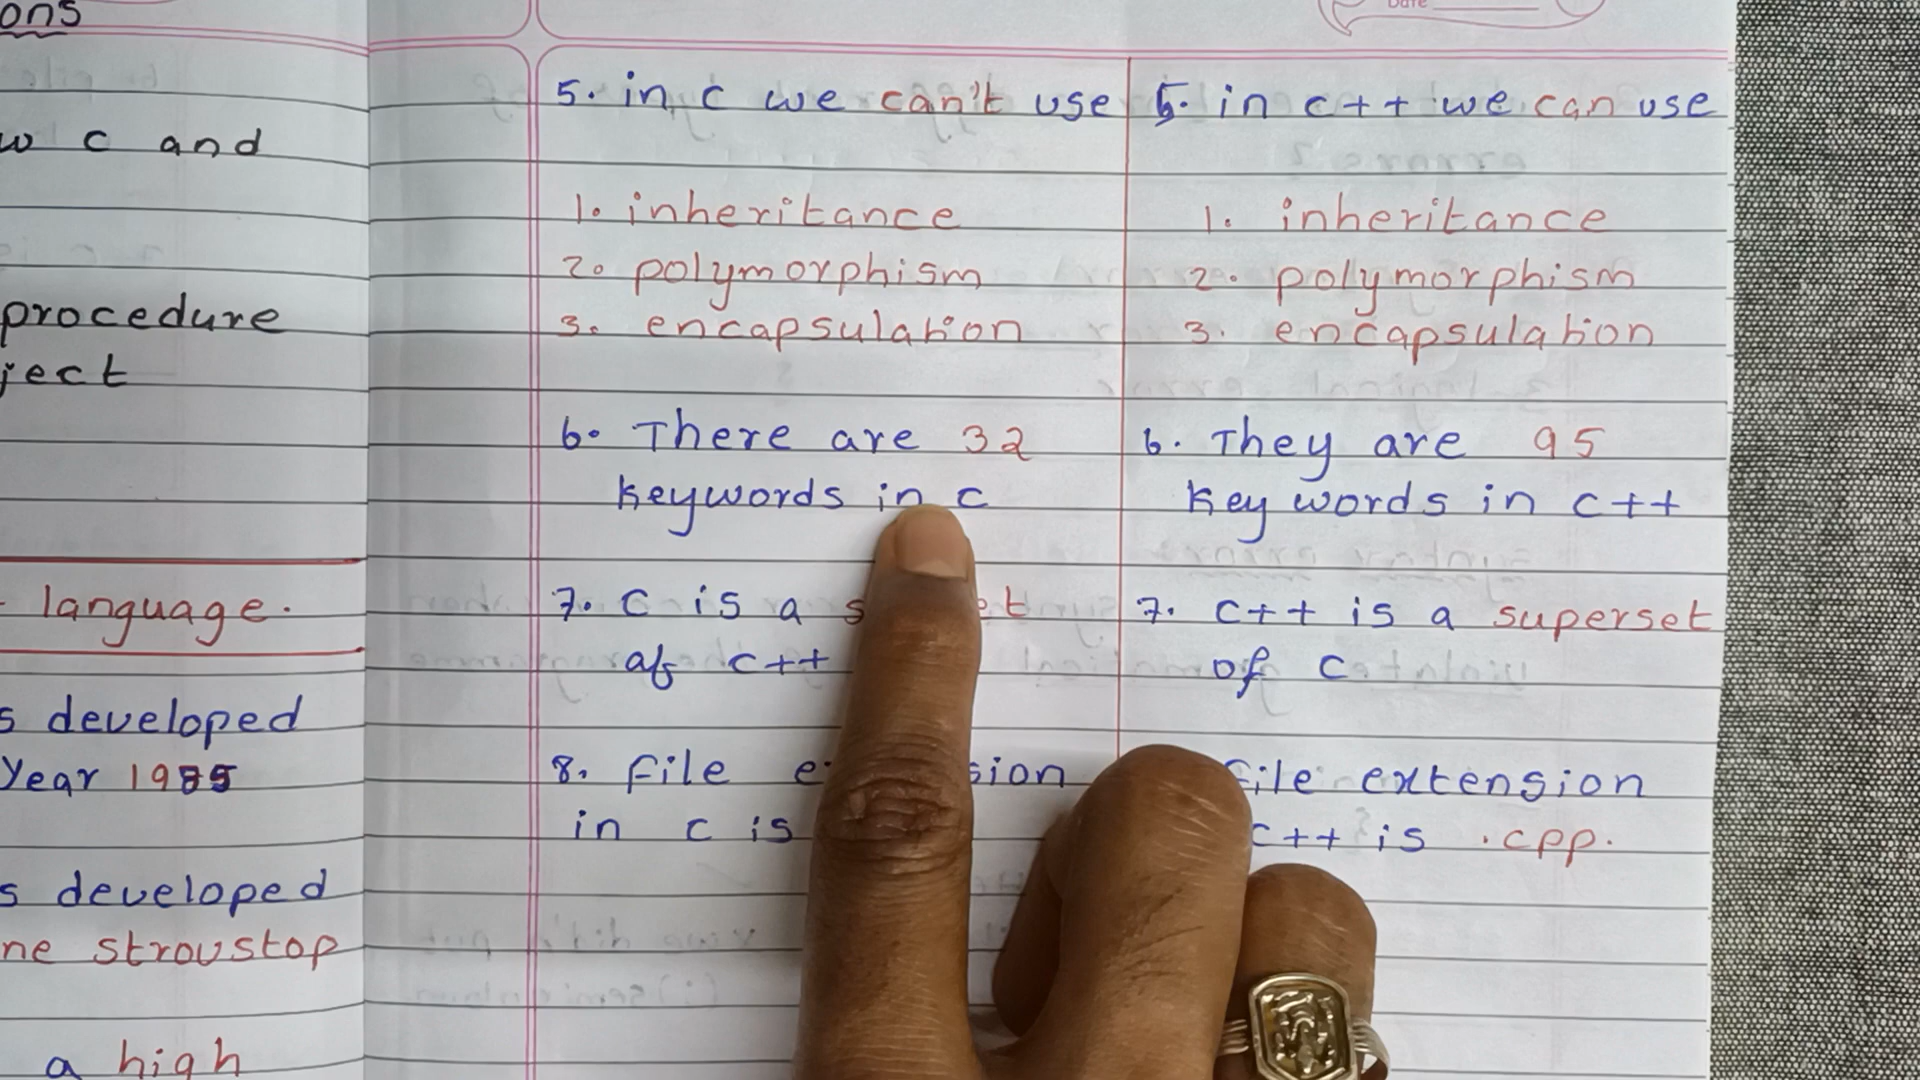 ons
w c and
procedure
ject
language.
s developed
Year 1985
s developed
ne stroustop
a high
Date
5. in c we can't use
1. inheritance
2. polymorphism
3. encapsulation
6. There are 32
keywords in c
7. C is a
of c++
8. File
in c is
5. in c++ we can use
1. inheritance
2. polymorphism
3. encapsulation
6. They are 95
key words in c++
7. c++ is a superset
of c
file extension
c++ is .cpp.